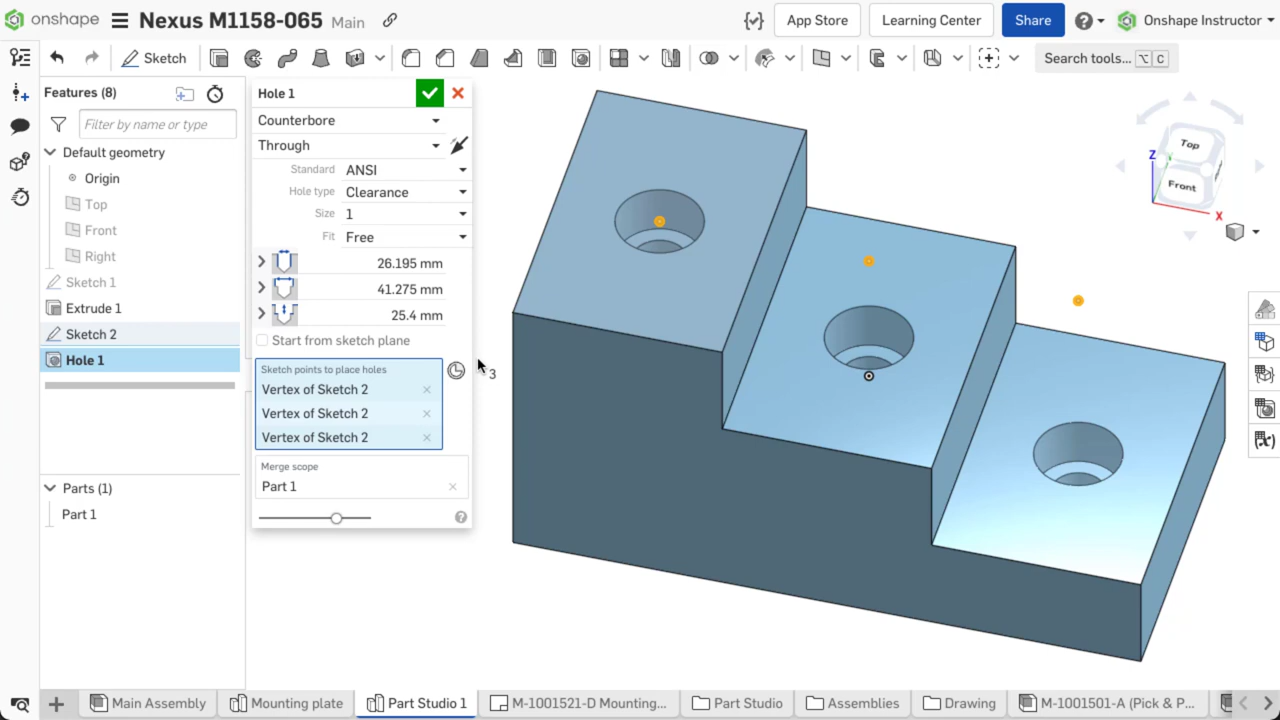 onshape Nexus M1158-065 Main App Store Learning Center Share Onshape Instructor
Sketch Search tools... ⌥ C
Features (8)
Filter by name or type
Default geometry
Origin
Top
Front
Right
Sketch 1
Extrude 1
Sketch 2
Hole 1
Parts (1)
Part 1
Hole 1
Counterbore
Through
Standard ANSI
Hole type Clearance
Size 1
Fit Free
26.195 mm
41.275 mm
25.4 mm
Start from sketch plane
Sketch points to place holes
Vertex of Sketch 2
Vertex of Sketch 2
Vertex of Sketch 2
Merge scope
Part 1
3
Top
Z
Front
X
Main Assembly Mounting plate Part Studio 1 M-1001521-D Mounting... Part Studio Assemblies Drawing M-1001501-A (Pick & P...